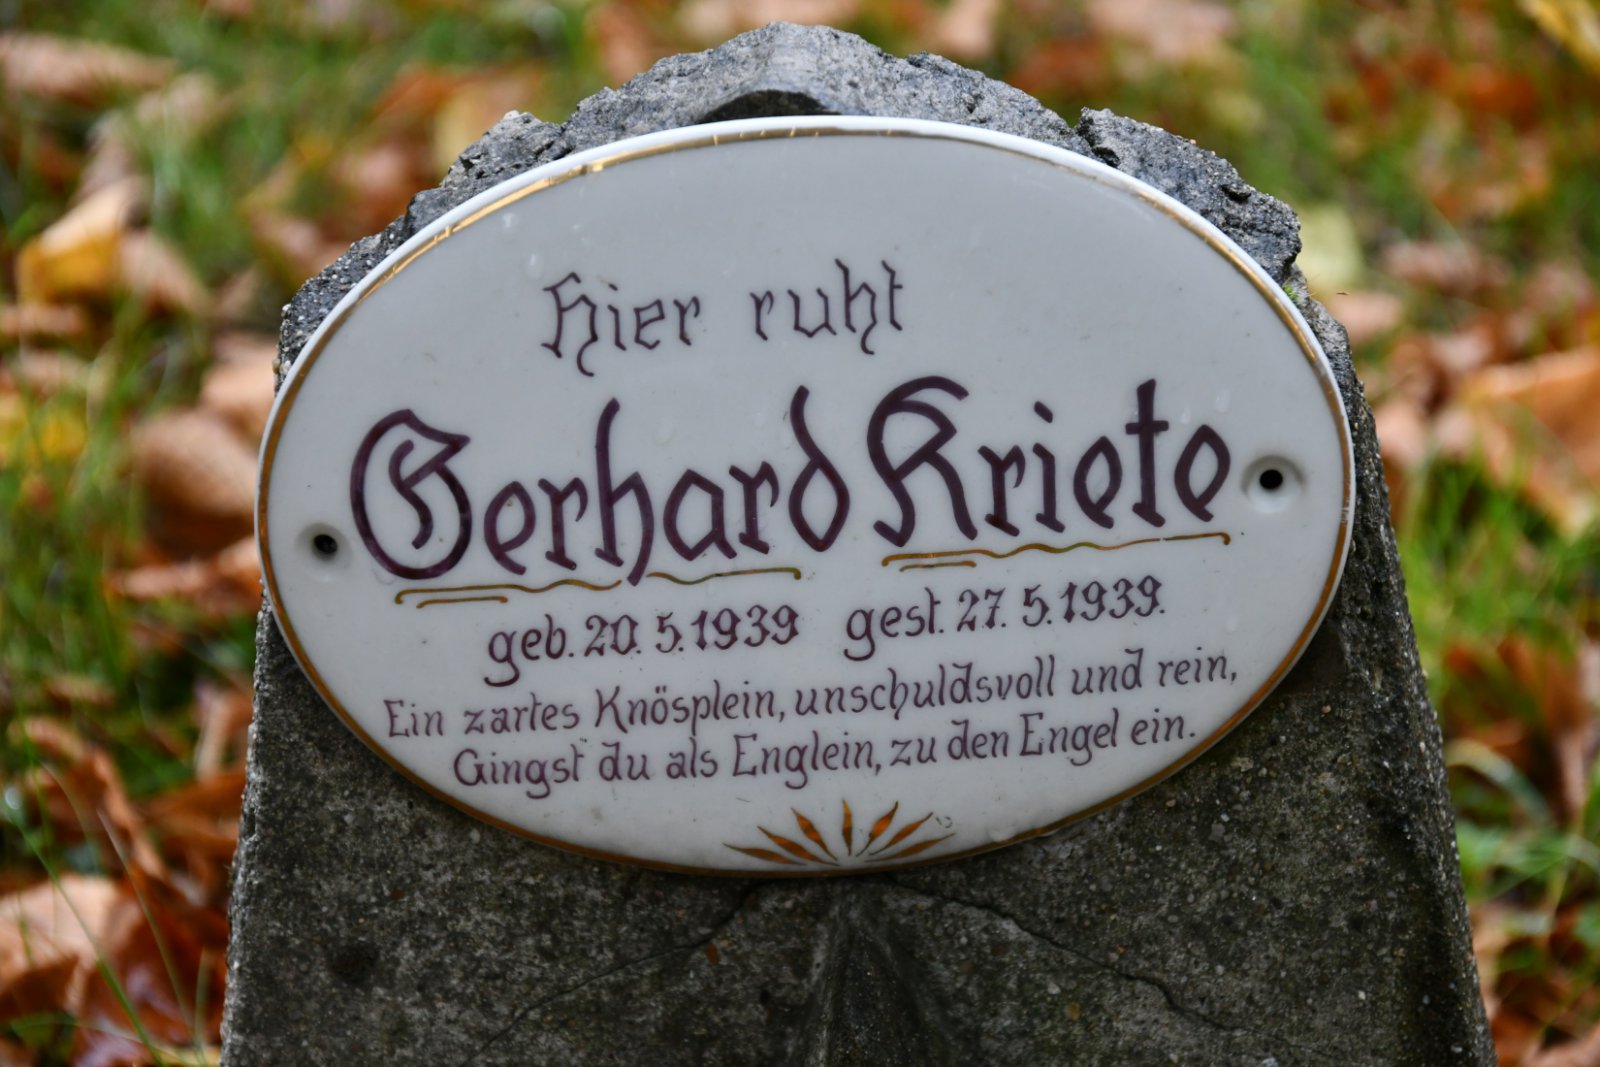 Hier ruht
Gerhard Kriete
geb. 20. 5. 1939 gest. 27. 5. 1939.
Ein zartes Knösplein, unschuldsvoll und rein,
Gingst du als Englein, zu den Engel ein.